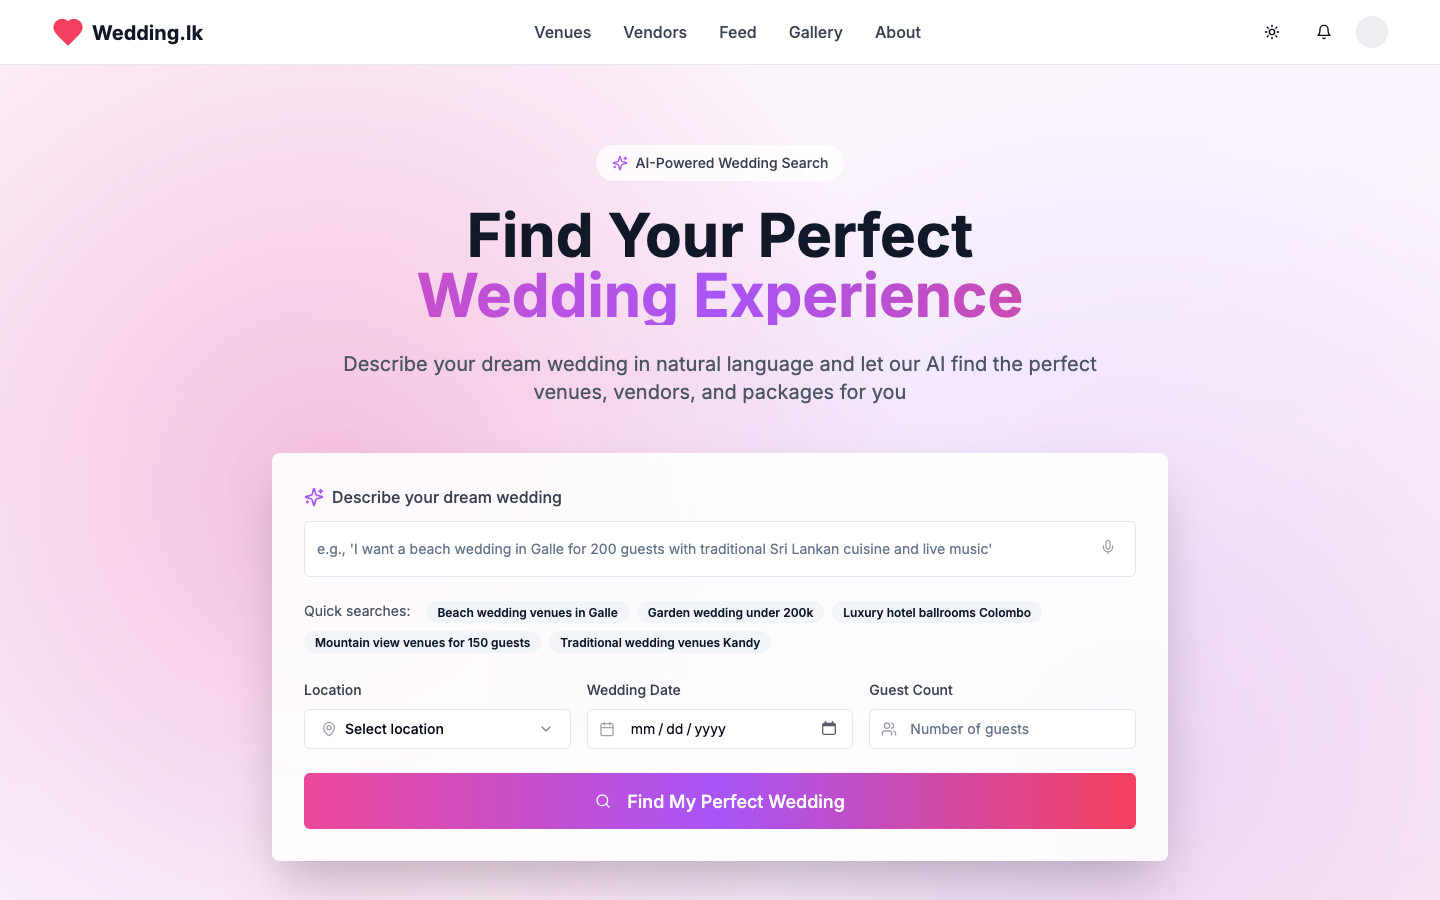 Wedding.lk
Venues
Vendors
Feed
Gallery
About
AI-Powered Wedding Search
Find Your Perfect
Wedding Experience
Describe your dream wedding in natural language and let our AI find the perfect
venues, vendors, and packages for you
Describe your dream wedding
e.g., 'I want a beach wedding in Galle for 200 guests with traditional Sri Lankan cuisine and live music'
Quick searches:
Beach wedding venues in Galle
Garden wedding under 200k
Luxury hotel ballrooms Colombo
Mountain view venues for 150 guests
Traditional wedding venues Kandy
Location
Wedding Date
Guest Count
Select location
mm / dd / yyyy
Number of guests
Find My Perfect Wedding